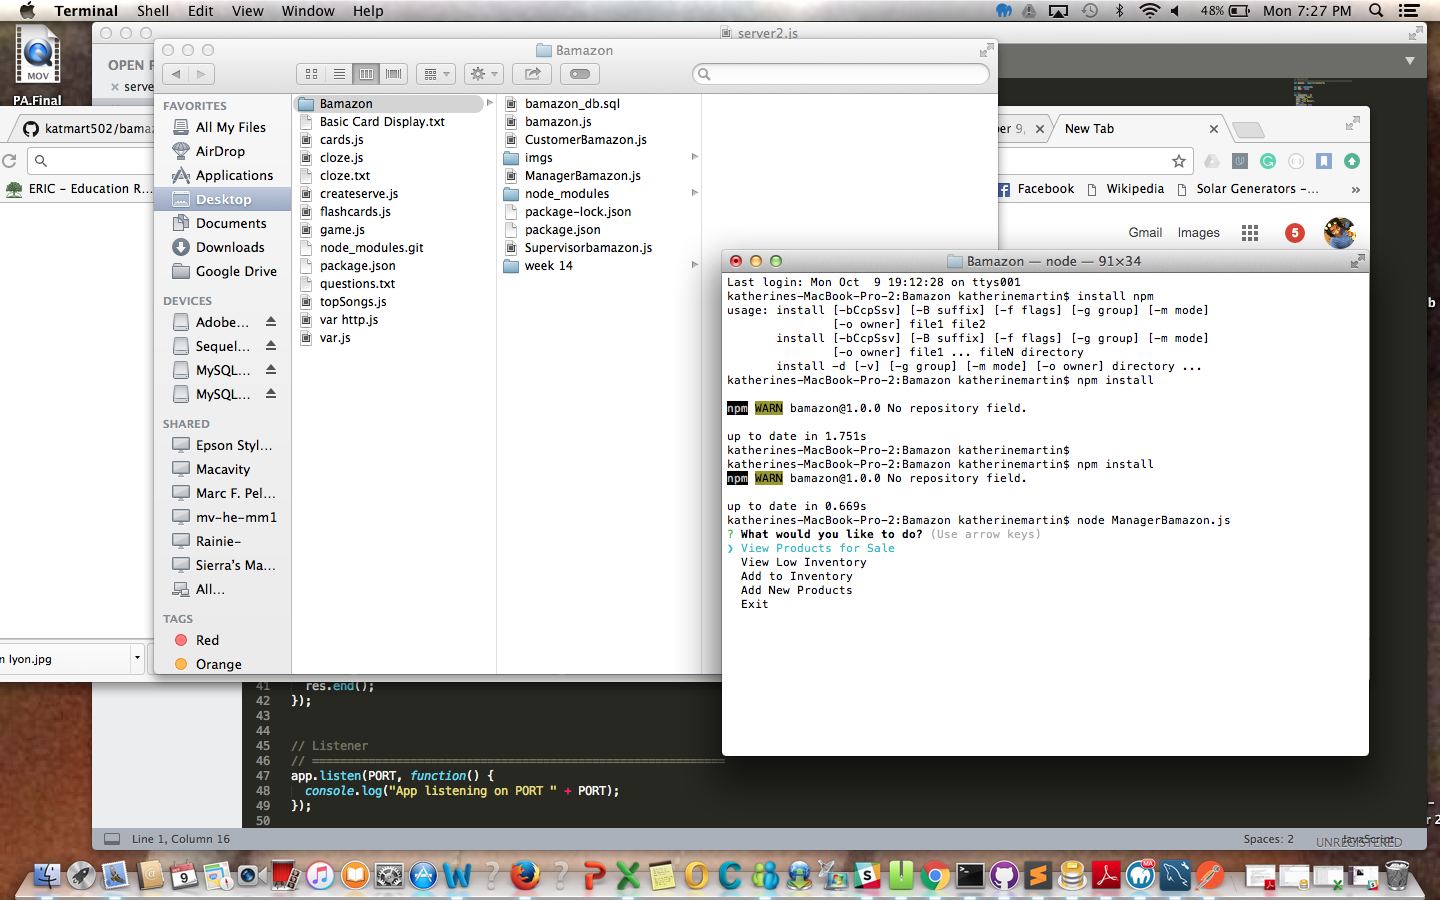 Terminal Shell Edit View Window Help
48% Mon 7:27 PM
MOV
PA.Final
server2.js
OPEN F
serve
Bamazon
FAVORITES
All My Files
AirDrop
Applications
Desktop
Documents
Downloads
Google Drive
DEVICES
Adobe...
Sequel...
MySQL...
MySQL...
SHARED
Epson Styl...
Macavity
Marc F. Pel...
mv-he-mm1
Rainie-
Sierra's Ma...
All...
TAGS
Red
Orange
Bamazon
Basic Card Display.txt
cards.js
cloze.js
cloze.txt
createserve.js
flashcards.js
game.js
node_modules.git
package.json
questions.txt
topSongs.js
var http.js
var.js
bamazon_db.sql
bamazon.js
CustomerBamazon.js
imgs
ManagerBamazon.js
node_modules
package-lock.json
package.json
Supervisorbamazon.js
week 14
katmart502/bama
ERIC - Education R...
n lyon.jpg
er 9,
New Tab
Facebook
Wikipedia
Solar Generators -...
»
Gmail Images 5
Bamazon — node — 91×34
Last login: Mon Oct  9 19:12:28 on ttys001
katherines-MacBook-Pro-2:Bamazon katherinemartin$ install npm
usage: install [-bCcpSsv] [-B suffix] [-f flags] [-g group] [-m mode]
[-o owner] file1 file2
install [-bCcpSsv] [-B suffix] [-f flags] [-g group] [-m mode]
[-o owner] file1 ... fileN directory
install -d [-v] [-g group] [-m mode] [-o owner] directory ...
katherines-MacBook-Pro-2:Bamazon katherinemartin$ npm install
npm WARN bamazon@1.0.0 No repository field.
up to date in 1.751s
katherines-MacBook-Pro-2:Bamazon katherinemartin$
katherines-MacBook-Pro-2:Bamazon katherinemartin$ npm install
npm WARN bamazon@1.0.0 No repository field.
up to date in 0.669s
katherines-MacBook-Pro-2:Bamazon katherinemartin$ node ManagerBamazon.js
? What would you like to do? (Use arrow keys)
❯ View Products for Sale
View Low Inventory
Add to Inventory
Add New Products
Exit
41 res.end();
42 });
43
44
45 // Listener
46 // ===========================================================
47 app.listen(PORT, function() {
48 console.log("App listening on PORT " + PORT);
49 });
50
Line 1, Column 16
Spaces: 2
JavaScript
UNREGISTERED
b
r 2
9